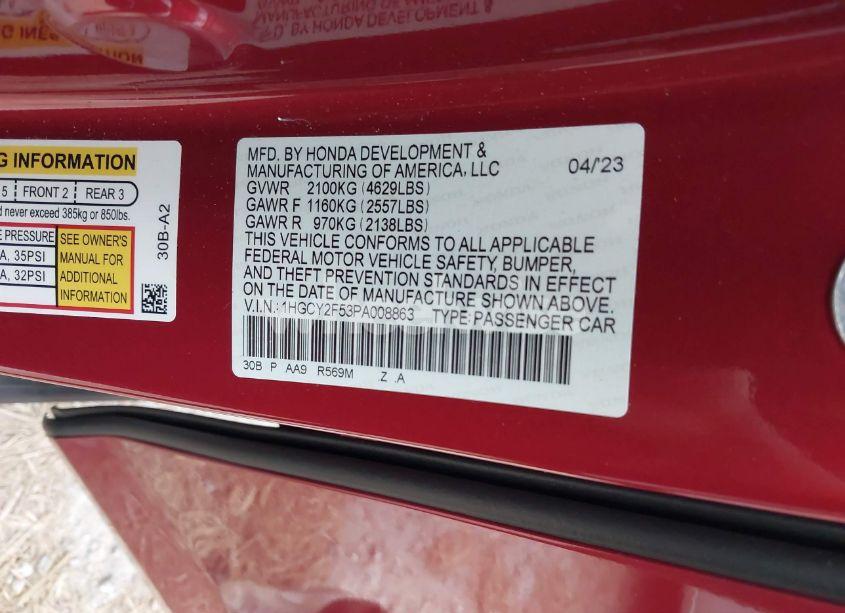 G INFORMATION
5 FRONT 2 REAR 3
d never exceed 385kg or 850lbs.
E PRESSURE
A, 35PSI
A, 32PSI
SEE OWNER'S
MANUAL FOR
ADDITIONAL
INFORMATION
30B-A2
MFD. BY HONDA DEVELOPMENT &
MANUFACTURING OF AMERICA, LLC 04/'23
GVWR 2100KG (4629LBS)
GAWR F 1160KG (2557LBS)
GAWR R 970KG (2138LBS)
THIS VEHICLE CONFORMS TO ALL APPLICABLE
FEDERAL MOTOR VEHICLE SAFETY, BUMPER,
AND THEFT PREVENTION STANDARDS IN EFFECT
ON THE DATE OF MANUFACTURE SHOWN ABOVE.
V.I.N.: 1HGCY2F53PA008863 TYPE: PASSENGER CAR
30B P AA9 R569M .Z .A